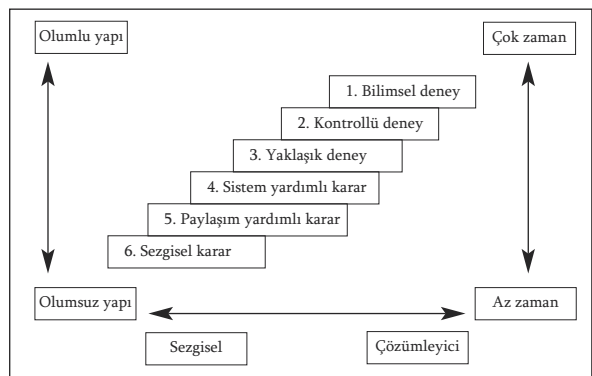 Olumlu yapı
Çok zaman
1. Bilimsel deney
2. Kontrollü deney
3. Yaklaşık deney
4. Sistem yardımlı karar
5. Paylaşım yardımlı karar
6. Sezgisel karar
Olumsuz yapı
Az zaman
Sezgisel
Çözümleyici